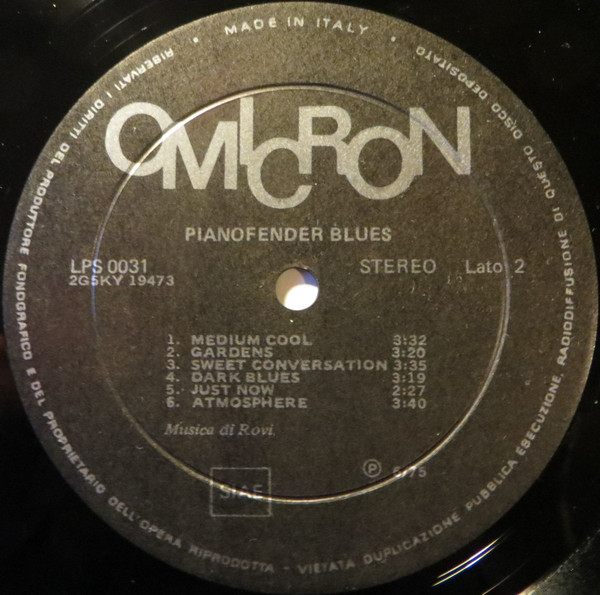 MADE IN ITALY
OMICRON
PIANOFENDER BLUES
LPS 0031 STEREO Lato 2
2G5KY 19473
1. MEDIUM COOL 3:32
2. GARDENS 3:20
3. SWEET CONVERSATION 3:35
4. DARK BLUES 3:19
5. JUST NOW 2:27
6. ATMOSPHERE 3:40
Musica di Rovi.
Ⓟ 6/75
SIAE
• RISERVATI I DIRITTI DEL PRODUTTORE FONOGRAFICO E DEL PROPRIETARIO DELL'OPERA RIPRODOTTA - VIETATA DUPLICAZIONE PUBBLICA ESECUZIONE, RADIODIFFUSIONE DI QUESTO DISCO DEPOSITATO •